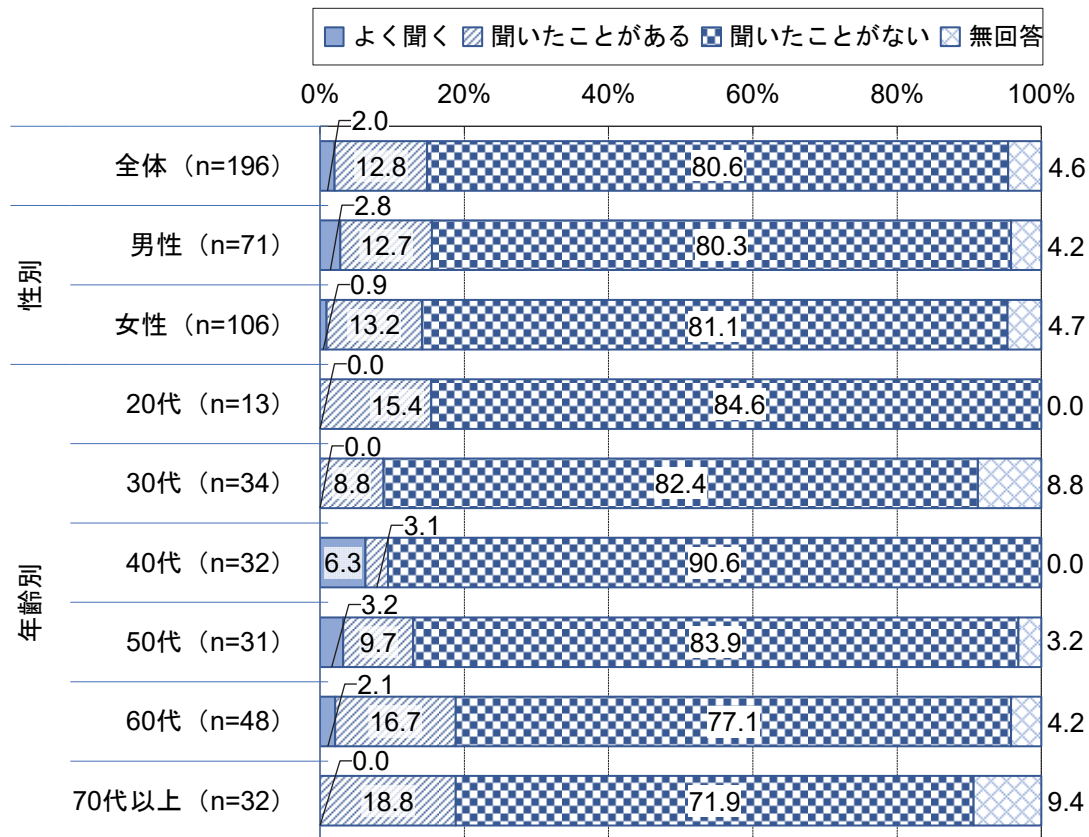 よく聞く 聞いたことがある 聞いたことがない 無回答
0% 20% 40% 60% 80% 100%
全体（n=196） 2.0 12.8 80.6 4.6
性別
男性（n=71） 2.8 12.7 80.3 4.2
女性（n=106） 0.9 13.2 81.1 4.7
年齢別
20代（n=13） 0.0 15.4 84.6 0.0
30代（n=34） 0.0 8.8 82.4 8.8
40代（n=32） 6.3 3.1 90.6 0.0
50代（n=31） 3.2 9.7 83.9 3.2
60代（n=48） 2.1 16.7 77.1 4.2
70代以上（n=32） 0.0 18.8 71.9 9.4